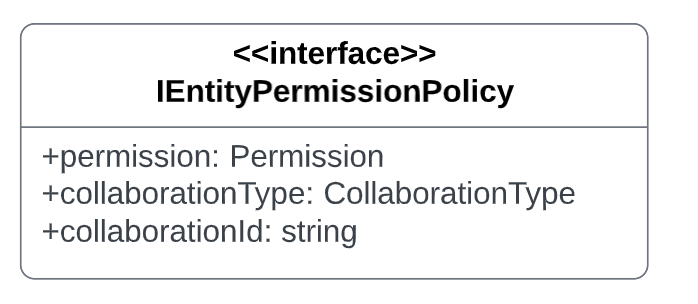 <<interface>>
IEntityPermissionPolicy
+permission: Permission
+collaborationType: CollaborationType
+collaborationId: string